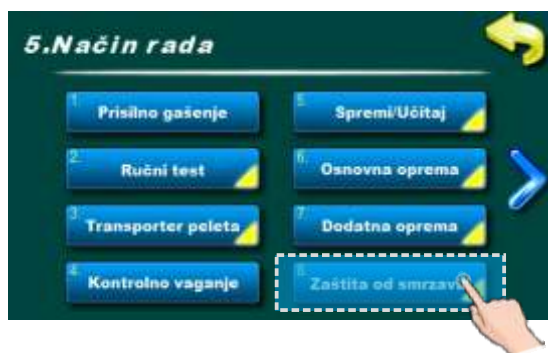 5.Način rada
1. Prisilno gašenje
2. Ručni test
3. Transporter peleta
4. Kontrolno vaganje
5. Spremi/Učitaj
6. Osnovna oprema
7. Dodatna oprema
8. Zaštita od